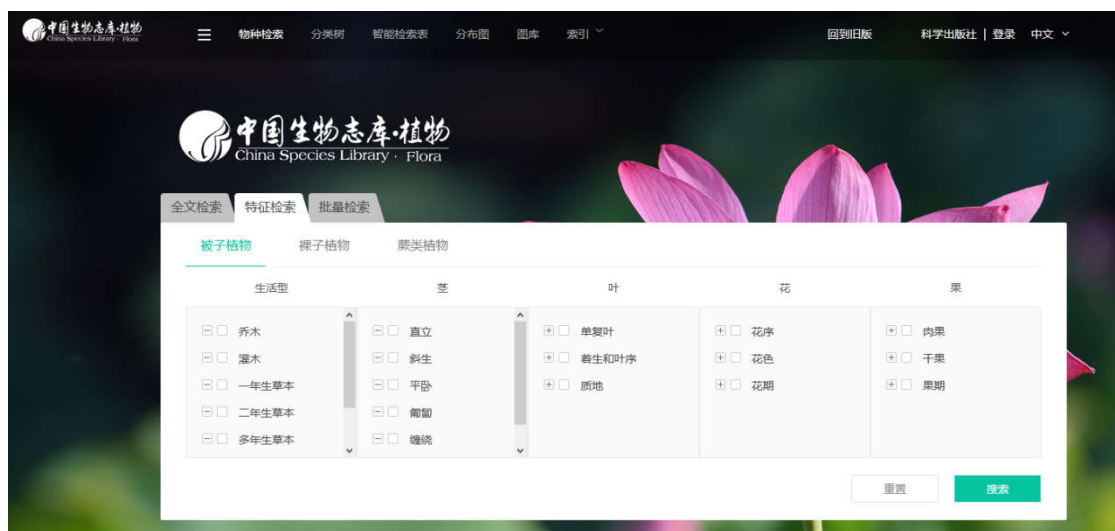 中国生物志库·植物
China Species Library · Flora
物种检索 分类树 智能检索表 分布图 图库 索引 回到旧版 科学出版社 | 登录 中文
中国生物志库·植物
China Species Library · Flora
全文检索 特征检索 批量检索
被子植物 裸子植物 蕨类植物
生活型 茎 叶 花 果
乔木 直立 单复叶 花序 肉果
灌木 斜生 着生和叶序 花色 干果
一年生草本 平卧 质地 花期 果期
二年生草本 匍匐
多年生草本 缠绕
重置 搜索